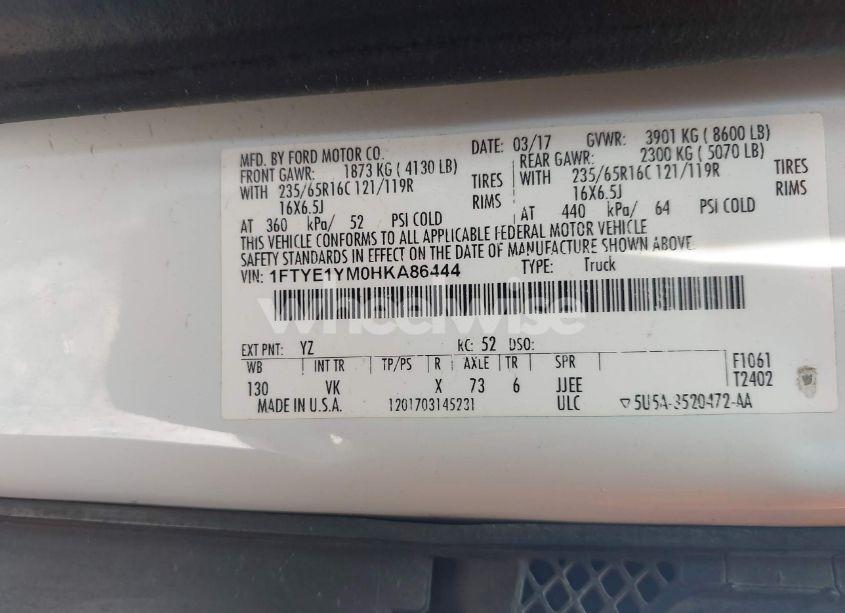 MFD. BY FORD MOTOR CO. DATE: 03/17 GVWR: 3901 KG ( 8600 LB)
FRONT GAWR: 1873 KG ( 4130 LB) REAR GAWR: 2300 KG ( 5070 LB)
WITH 235/65R16C 121/119R TIRES WITH 235/65R16C 121/119R TIRES
16X6.5J RIMS 16X6.5J RIMS
AT 360 kPa/ 52 PSI COLD AT 440 kPa/ 64 PSI COLD
THIS VEHICLE CONFORMS TO ALL APPLICABLE FEDERAL MOTOR VEHICLE
SAFETY STANDARDS IN EFFECT ON THE DATE OF MANUFACTURE SHOWN ABOVE.
VIN: 1FTYE1YM0HKA86444 TYPE: Truck
wheelwise
EXT PNT: YZ RC: 52 DSO:
WB INT TR TP/PS R AXLE TR SPR F1061
130 VK X 73 6 JJEE T2402
MADE IN U.S.A. 1201703145231 ULC ▽5U5A-3520472-AA